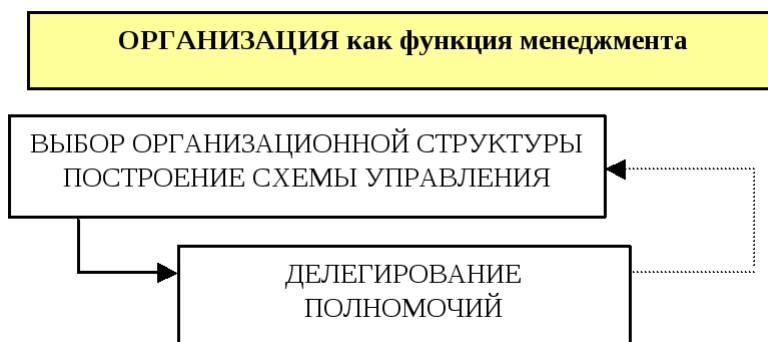 ОРГАНИЗАЦИЯ как функция менеджмента
ВЫБОР ОРГАНИЗАЦИОННОЙ СТРУКТУРЫ
ПОСТРОЕНИЕ СХЕМЫ УПРАВЛЕНИЯ
ДЕЛЕГИРОВАНИЕ
ПОЛНОМОЧИЙ